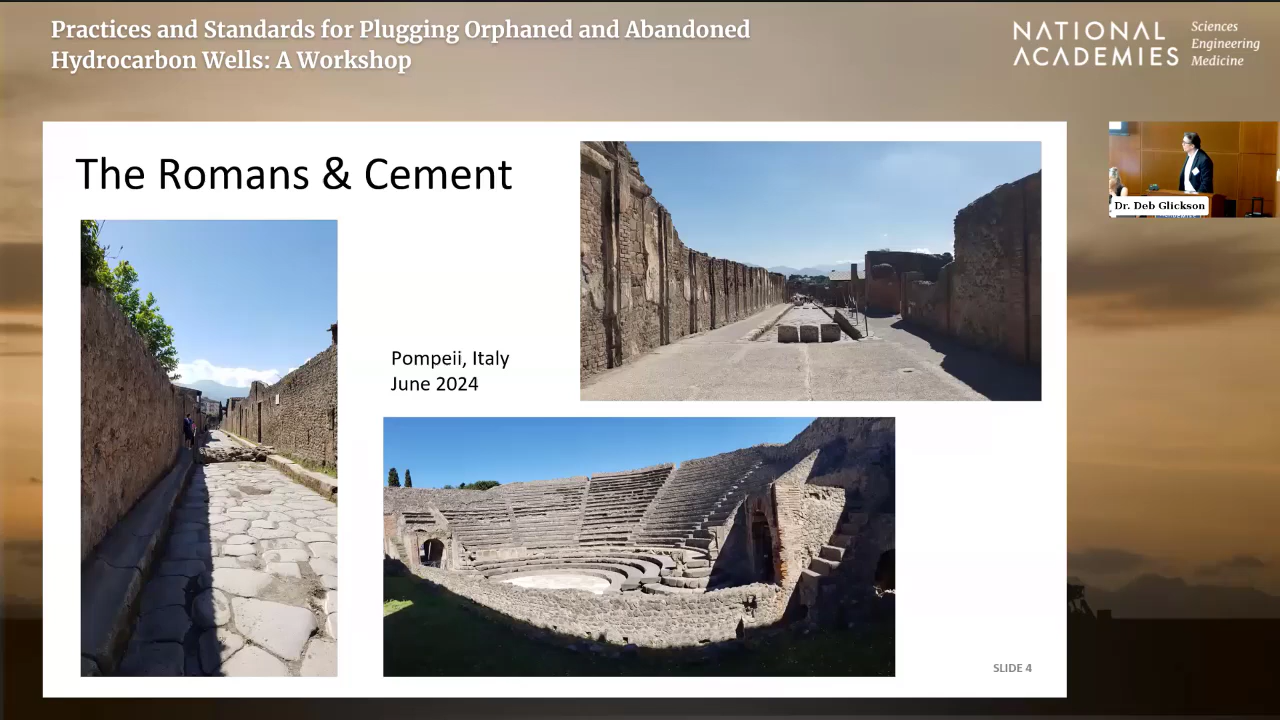 Practices and Standards for Plugging Orphaned and Abandoned
Hydrocarbon Wells: A Workshop
NATIONAL
ACADEMIES
Sciences
Engineering
Medicine
The Romans & Cement
Pompeii, Italy
June 2024
SLIDE 4
Dr. Deb Glickson